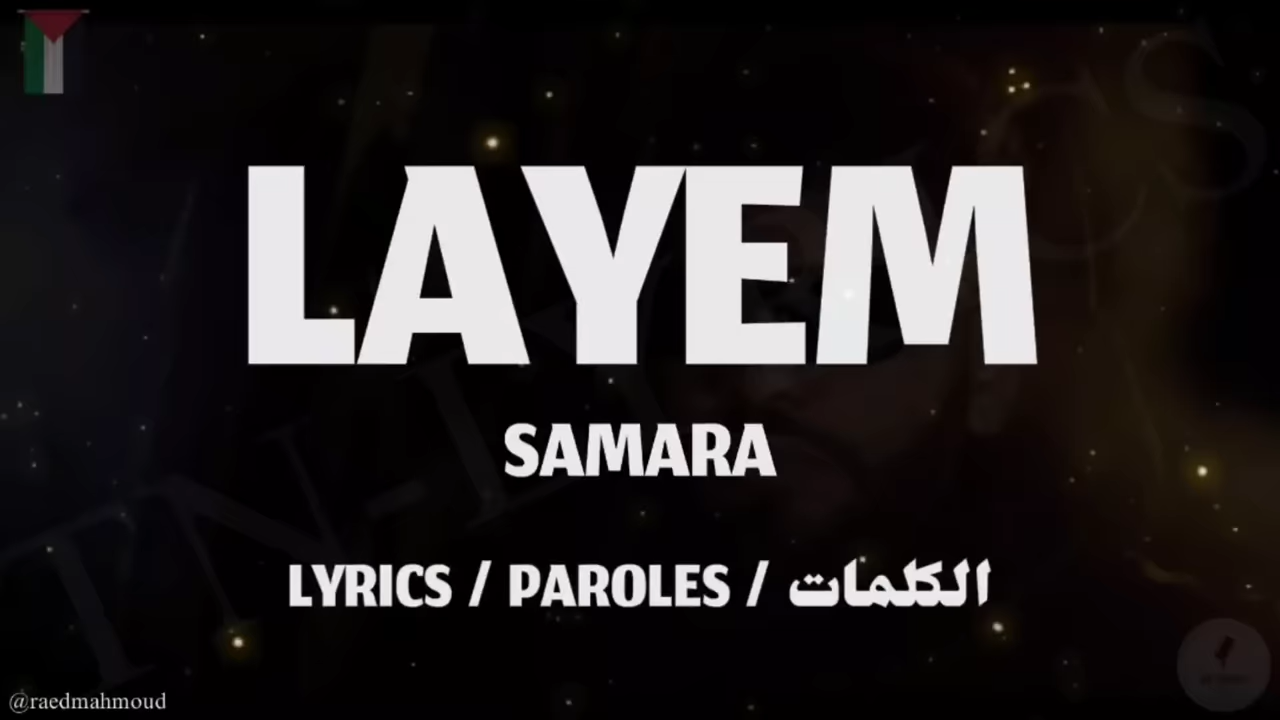 LAYEM
SAMARA
LYRICS / PAROLES / الكلمات
@raedmahmoud